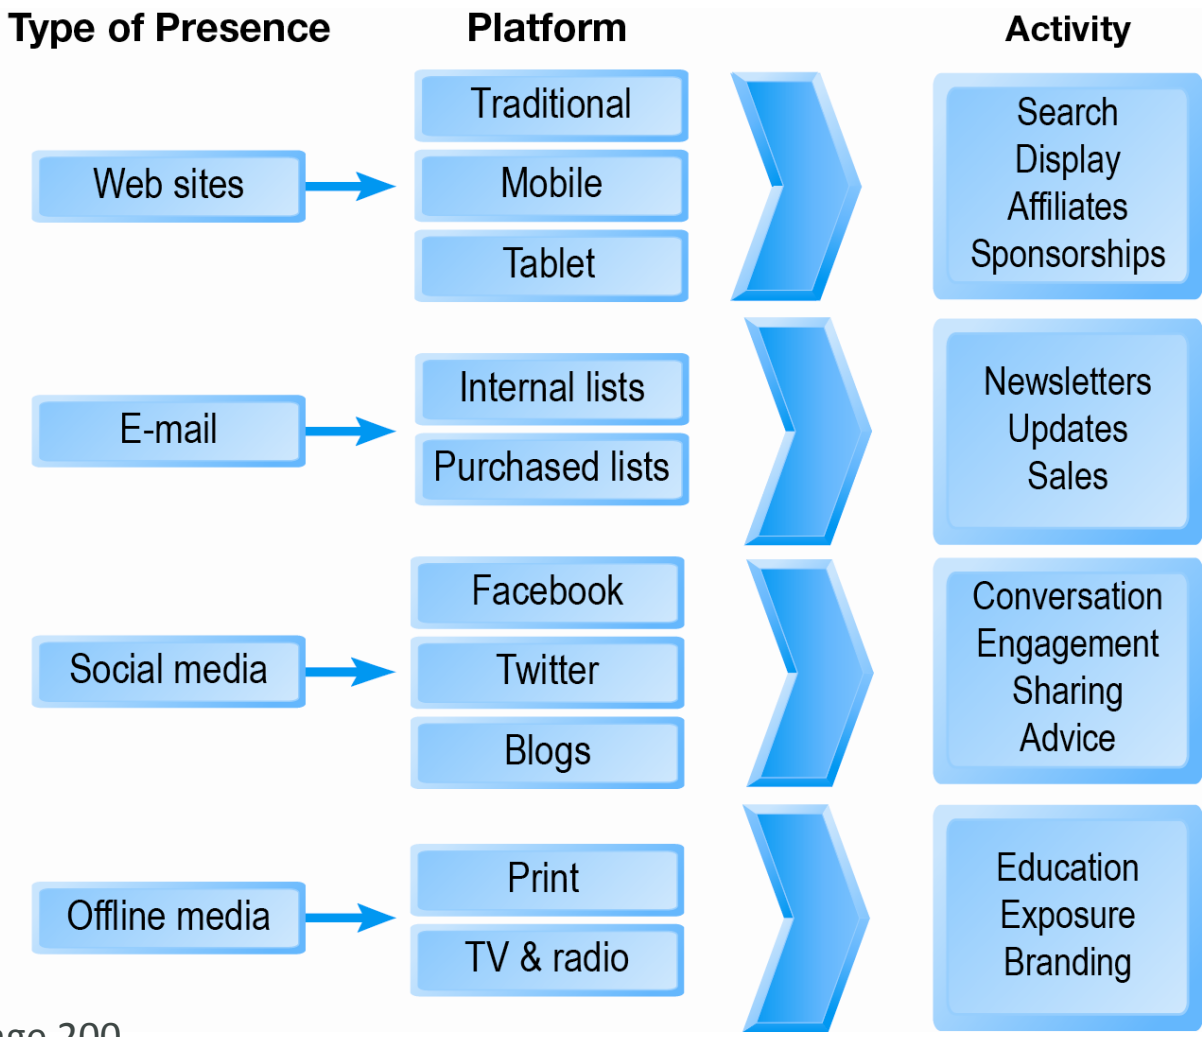 Type of Presence
Platform
Activity
Web sites
Traditional
Mobile
Tablet
Search
Display
Affiliates
Sponsorships
E-mail
Internal lists
Purchased lists
Newsletters
Updates
Sales
Social media
Facebook
Twitter
Blogs
Conversation
Engagement
Sharing
Advice
Offline media
Print
TV & radio
Education
Exposure
Branding
200